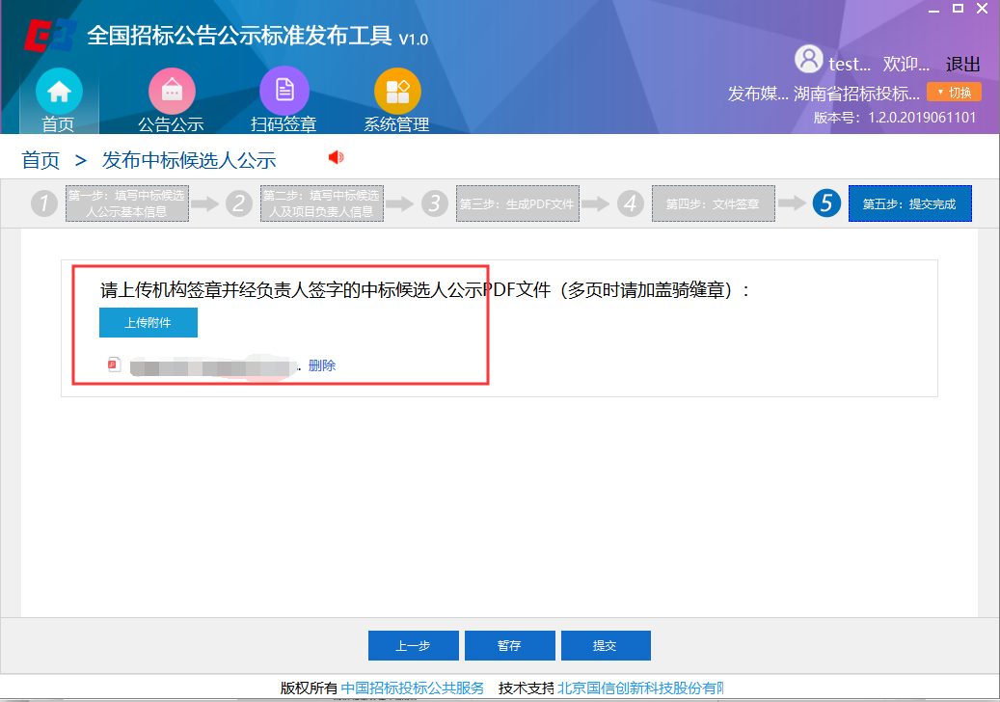 全国招标公告公示标准发布工具 V1.0
test... 欢迎... 退出
发布媒... 湖南省招标投标... 切换
版本号：1.2.0.2019061101
首页 公告公示 扫码签章 系统管理
首页 > 发布中标候选人公示
1 第一步：填写中标候选
人公示基本信息
2 第二步：填写中标候选
人及项目负责人信息
3 第三步：生成PDF文件
4 第四步：文件签章
5 第五步：提交完成
请上传机构签章并经负责人签字的中标候选人公示PDF文件（多页时请加盖骑缝章）：
上传附件
. 删除
上一步 暂存 提交
版权所有 中国招标投标公共服务 技术支持 北京国信创新科技股份有